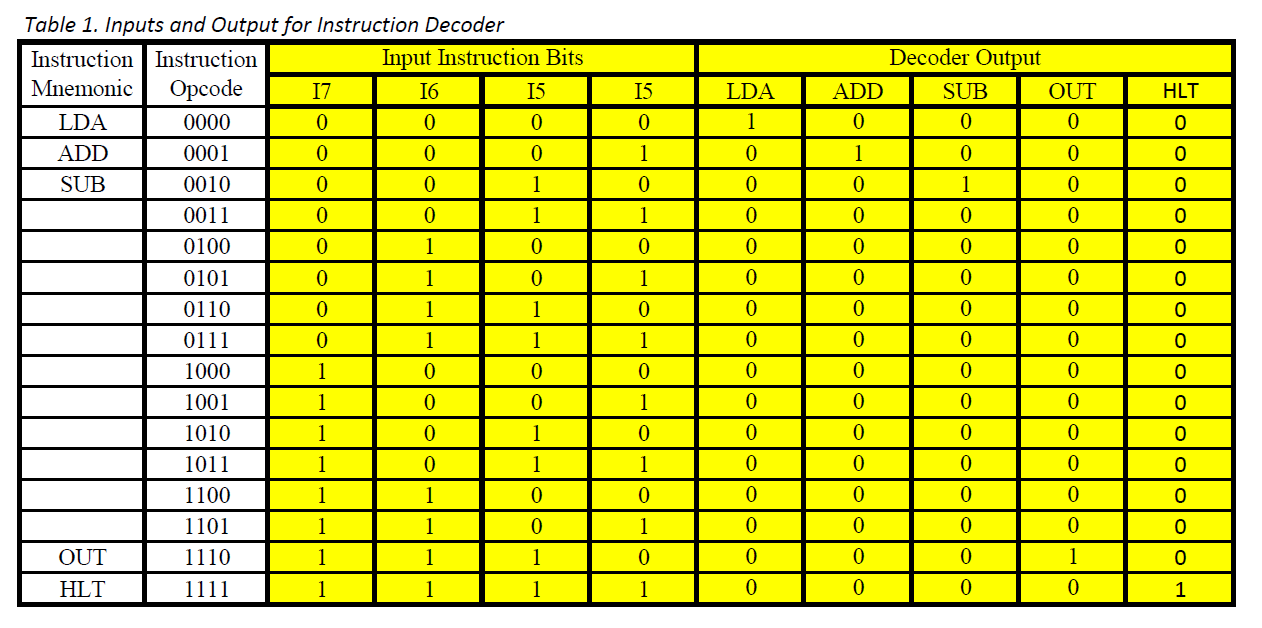 Table 1. Inputs and Output for Instruction Decoder
Instruction Mnemonic Instruction Opcode Input Instruction Bits Decoder Output
I7 I6 I5 I5 LDA ADD SUB OUT HLT
LDA 0000 0 0 0 0 1 0 0 0 0
ADD 0001 0 0 0 1 0 1 0 0 0
SUB 0010 0 0 1 0 0 0 1 0 0
0011 0 0 1 1 0 0 0 0 0
0100 0 1 0 0 0 0 0 0 0
0101 0 1 0 1 0 0 0 0 0
0110 0 1 1 0 0 0 0 0 0
0111 0 1 1 1 0 0 0 0 0
1000 1 0 0 0 0 0 0 0 0
1001 1 0 0 1 0 0 0 0 0
1010 1 0 1 0 0 0 0 0 0
1011 1 0 1 1 0 0 0 0 0
1100 1 1 0 0 0 0 0 0 0
1101 1 1 0 1 0 0 0 0 0
OUT 1110 1 1 1 0 0 0 0 1 0
HLT 1111 1 1 1 1 0 0 0 0 1